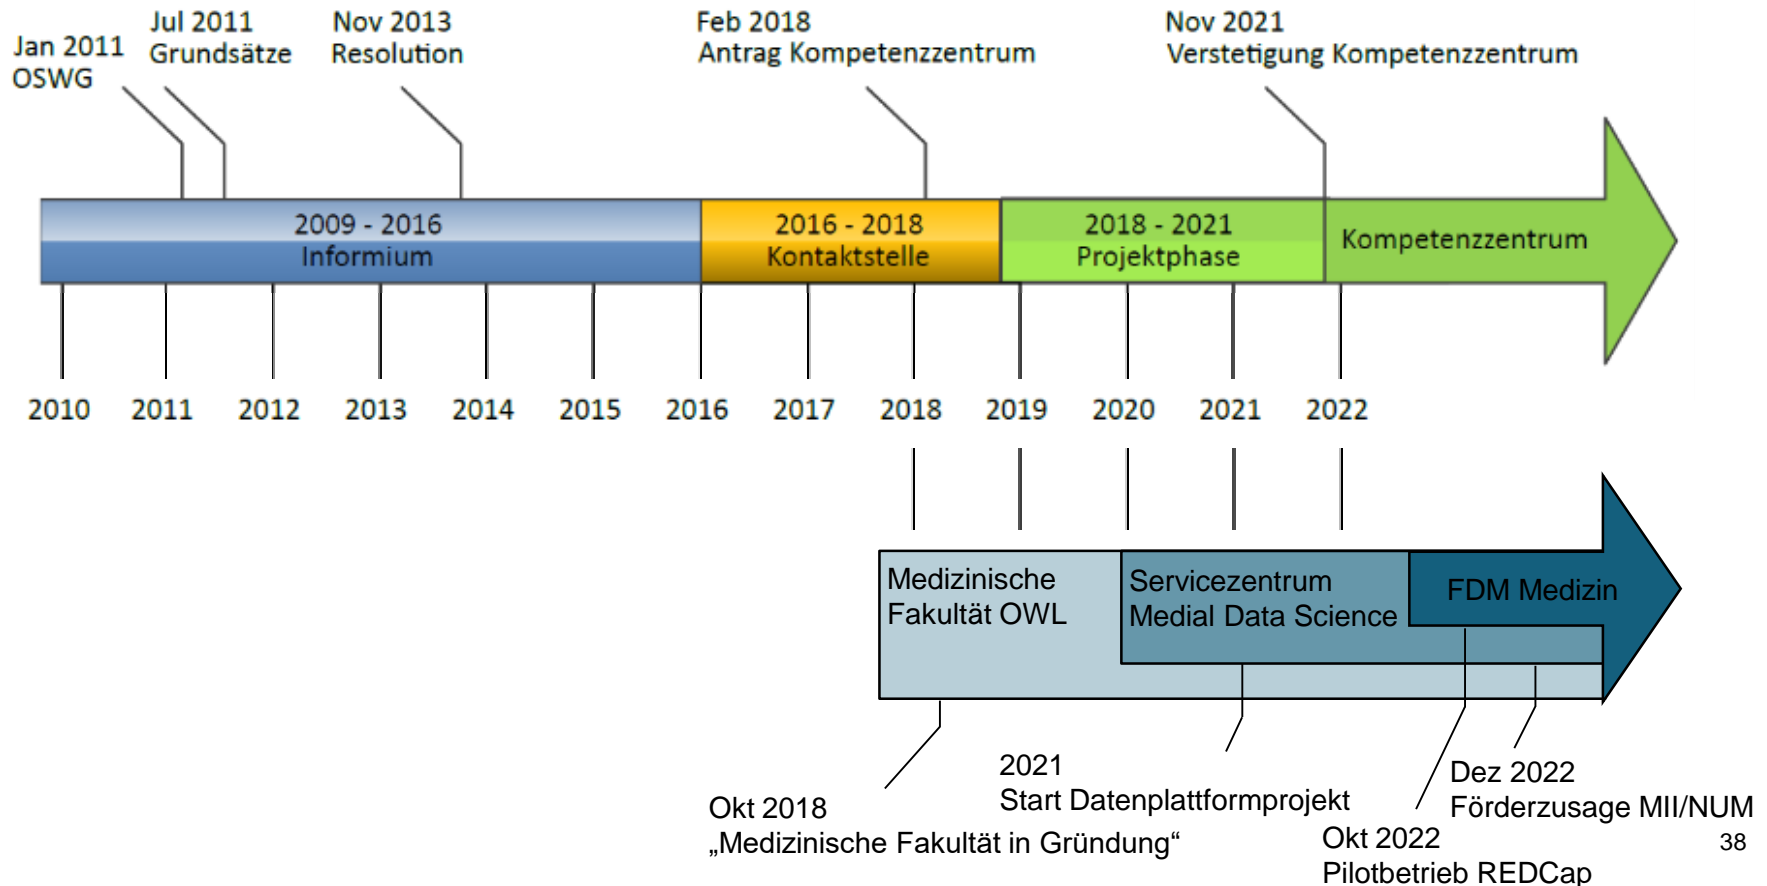 Jan 2011
OSWG
Jul 2011
Grundsätze
Nov 2013
Resolution
Feb 2018
Antrag Kompetenzzentrum
Nov 2021
Verstetigung Kompetenzzentrum
2009 - 2016
Informium
2016 - 2018
Kontaktstelle
2018 - 2021
Projektphase
Kompetenzzentrum
2010 2011 2012 2013 2014 2015 2016 2017 2018 2019 2020 2021 2022
Medizinische
Fakultät OWL
Servicezentrum
Medial Data Science
FDM Medizin
Okt 2018
„Medizinische Fakultät in Gründung“
2021
Start Datenplattformprojekt
Dez 2022
Förderzusage MII/NUM
Okt 2022
Pilotbetrieb REDCap
38